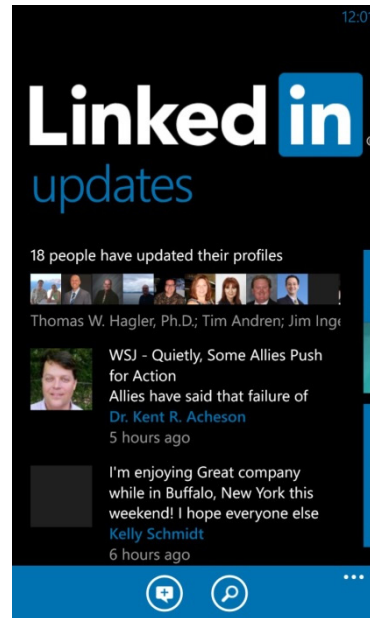 12:0
Linked in
updates
18 people have updated their profiles
Thomas W. Hagler, Ph.D.; Tim Andren; Jim Inge
WSJ - Quietly, Some Allies Push
for Action
Allies have said that failure of
Dr. Kent R. Acheson
5 hours ago
I'm enjoying Great company
while in Buffalo, New York this
weekend! I hope everyone else
Kelly Schmidt
6 hours ago